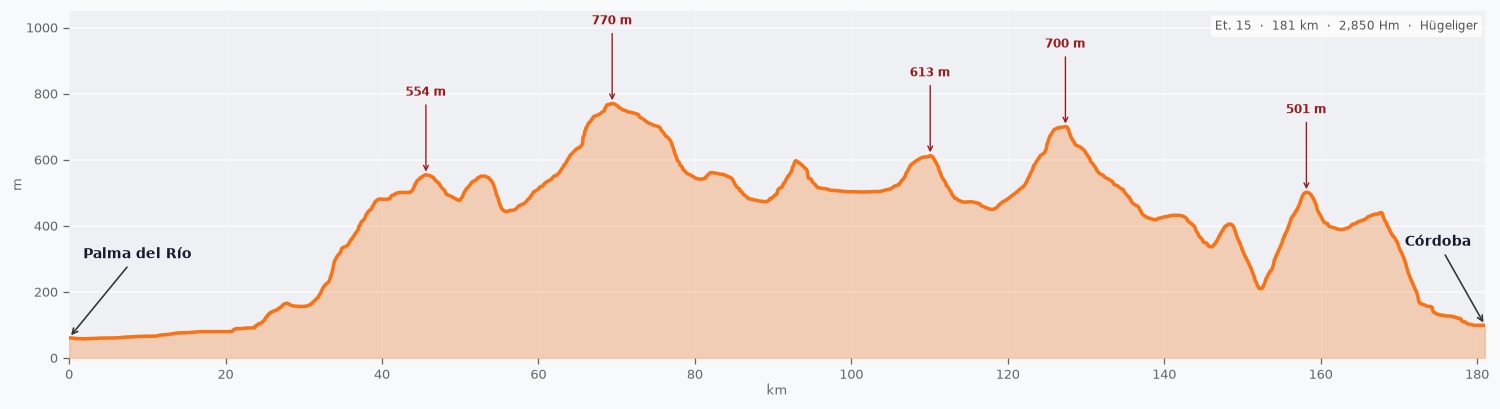 770 m
Et. 15 · 181 km · 2,850 Hm · Hügeliger
700 m
613 m
554 m
501 m
Palma del Río
Córdoba
1000
800
600
400
200
0
m
0 20 40 60 80 100 120 140 160 180
km